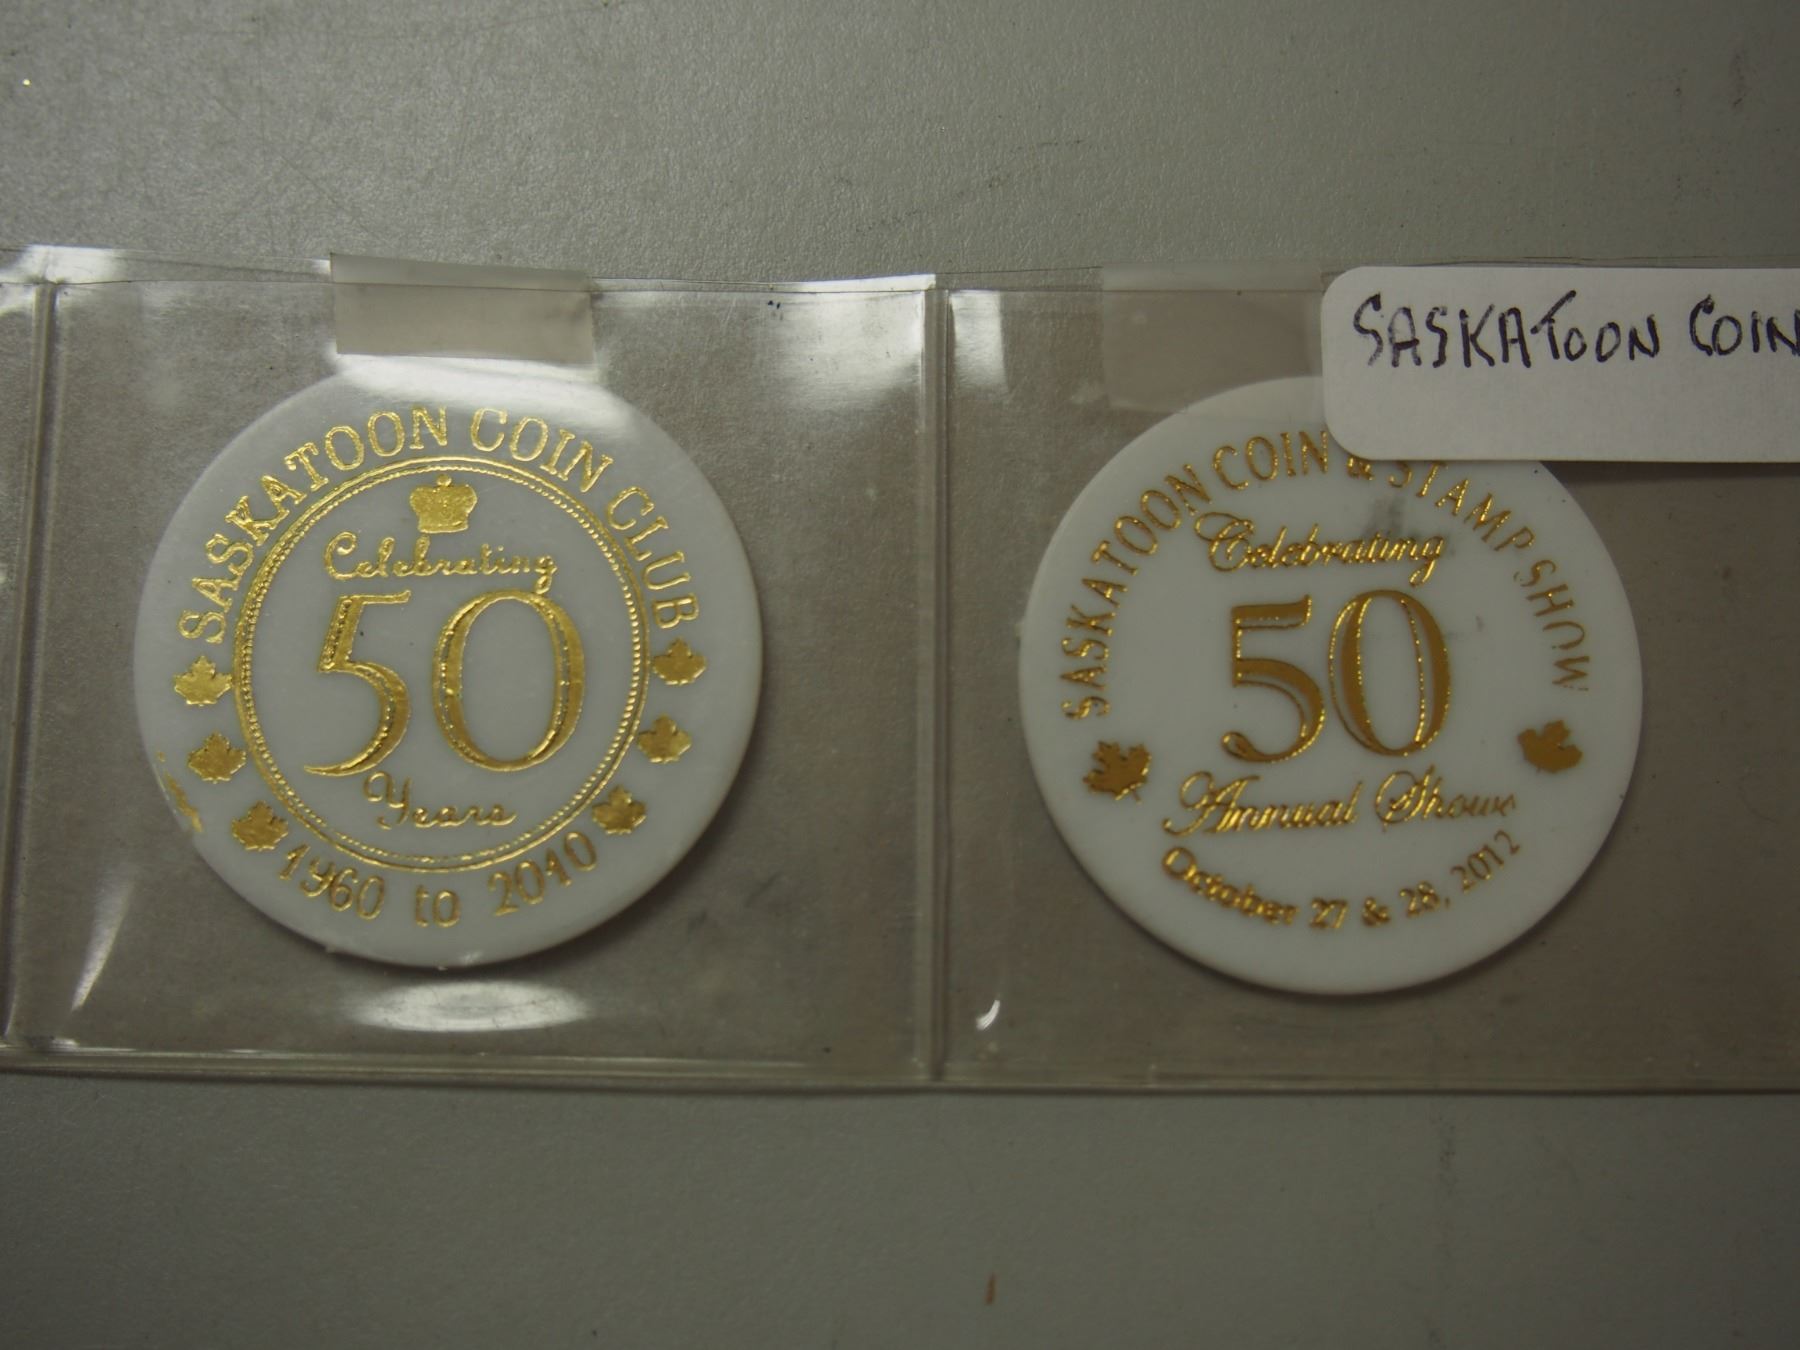 SASKATOON COIN CLUB
Celebrating
50
Years
1960 to 2010
SASKATOON COIN
SASKATOON COIN & STAMP SHOW
Celebrating
50
Annual Shows
October 27 & 28, 2012